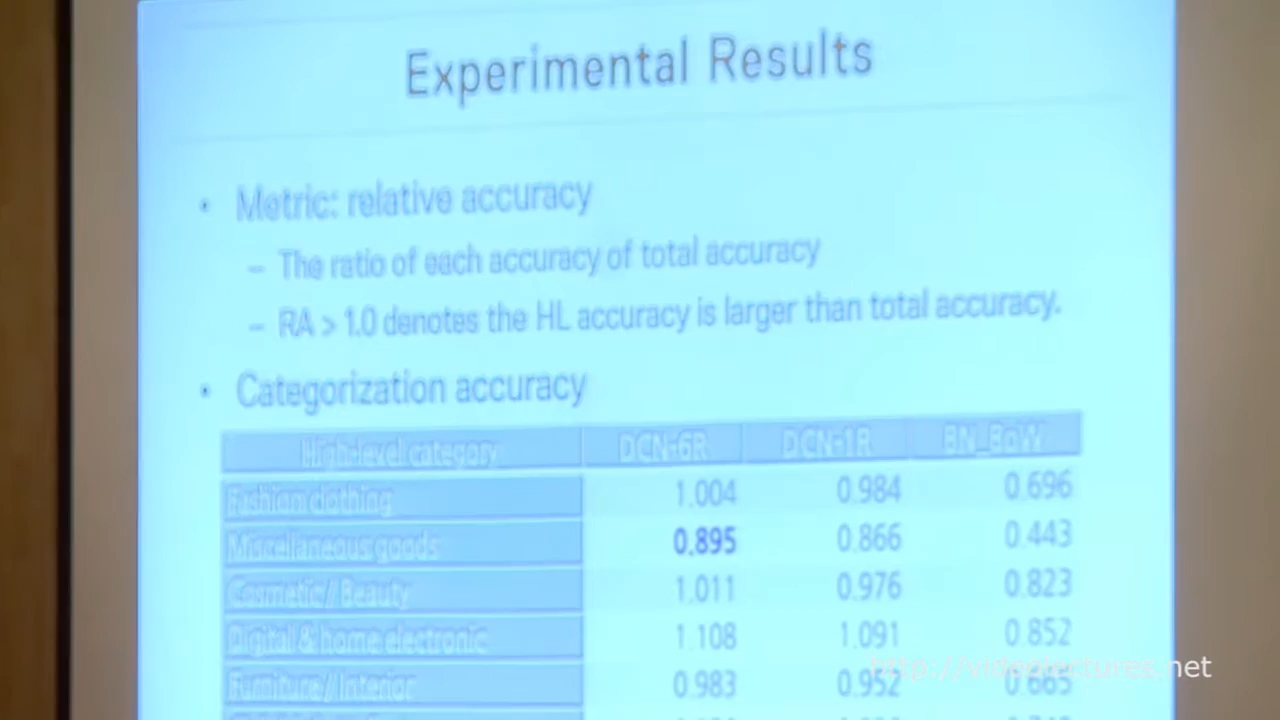 Experimental Results
• Metric: relative accuracy
– The ratio of each accuracy of total accuracy
– RA > 1.0 denotes the HL accuracy is larger than total accuracy.
• Categorization accuracy
High-level category DCN-6R DCN-1R BN_BoW
Fashion clothing 1.004 0.984 0.696
Miscellaneous goods 0.895 0.866 0.443
Cosmetic / Beauty 1.011 0.976 0.823
Digital & home electronic 1.108 1.091 0.852
Furniture / Interior 0.983 0.952 0.665
http://videolectures.net